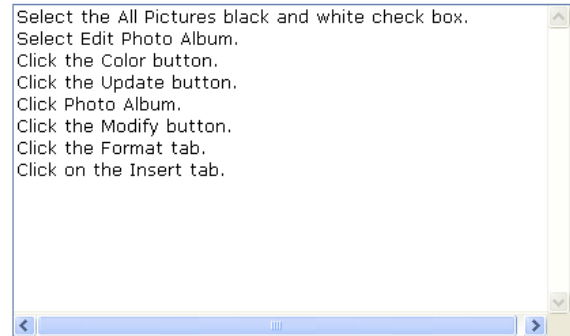 Select the All Pictures black and white check box.
Select Edit Photo Album.
Click the Color button.
Click the Update button.
Click Photo Album.
Click the Modify button.
Click the Format tab.
Click on the Insert tab.